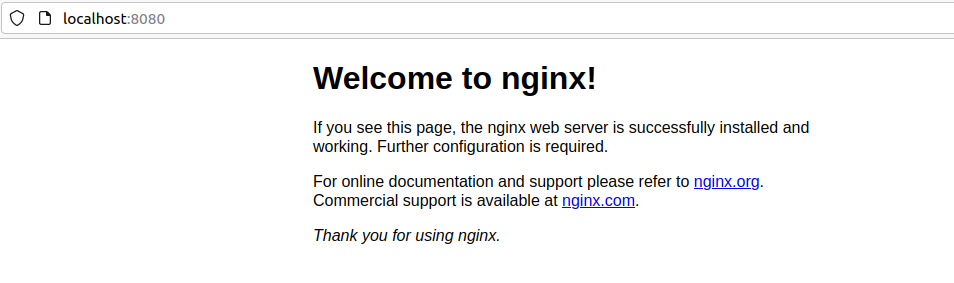 localhost:8080
Welcome to nginx!
If you see this page, the nginx web server is successfully installed and
working. Further configuration is required.
For online documentation and support please refer to nginx.org.
Commercial support is available at nginx.com.
Thank you for using nginx.